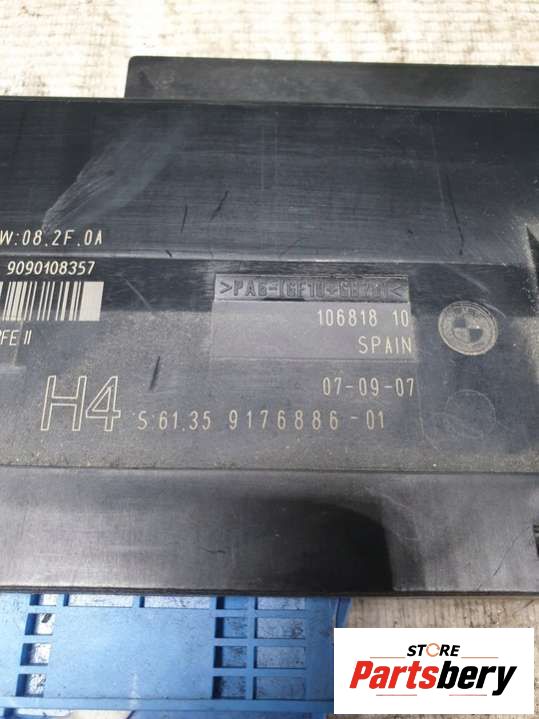 W:08.2F.0A
9090108357
FE II
106818 10
SPAIN
07-09-07
H4 S:61.35 9176886-01
STORE
Partsbery